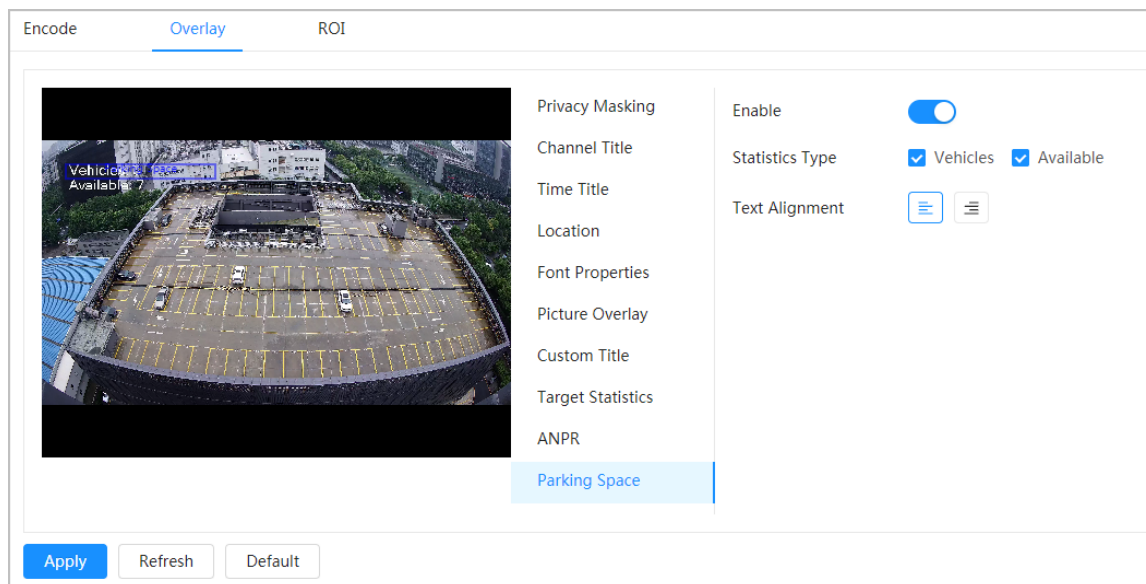 Encode Overlay ROI
Privacy Masking
Channel Title
Time Title
Location
Font Properties
Picture Overlay
Custom Title
Target Statistics
ANPR
Parking Space
Enable
Statistics Type Vehicles Available
Text Alignment
Vehicles
Available: 7
Apply Refresh Default